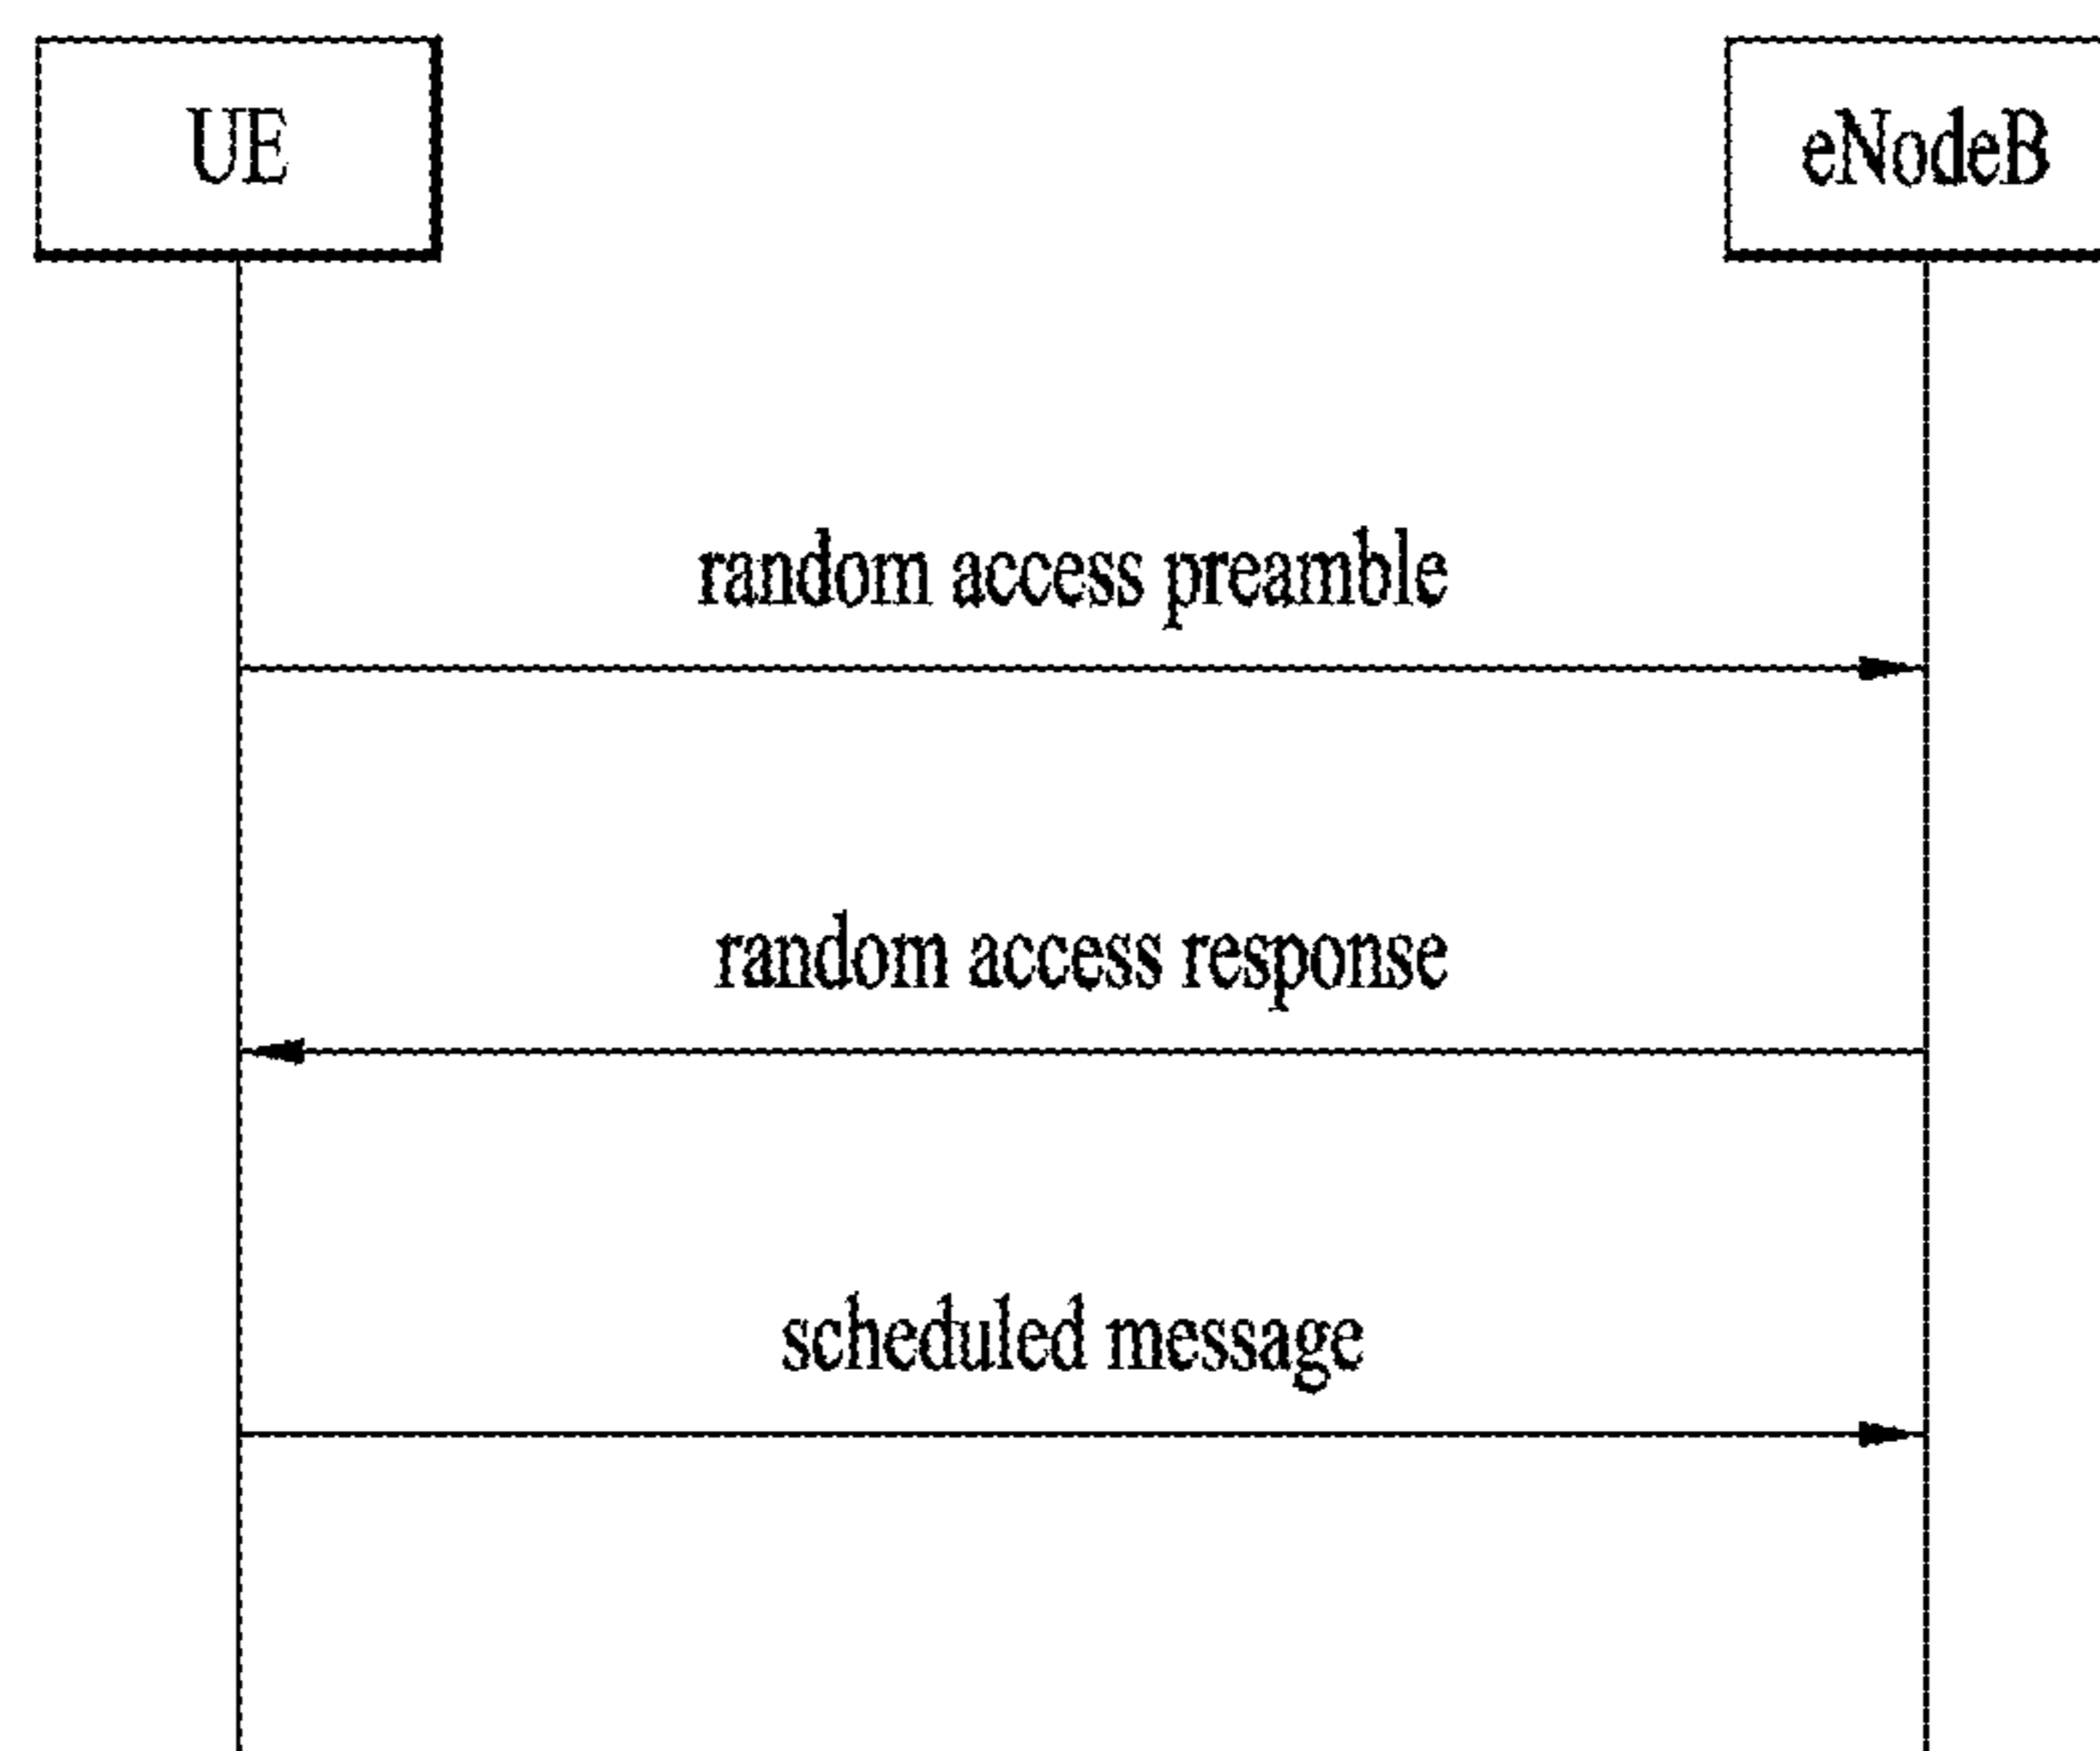 UE
eNodeB
random access preamble
random access response
scheduled message